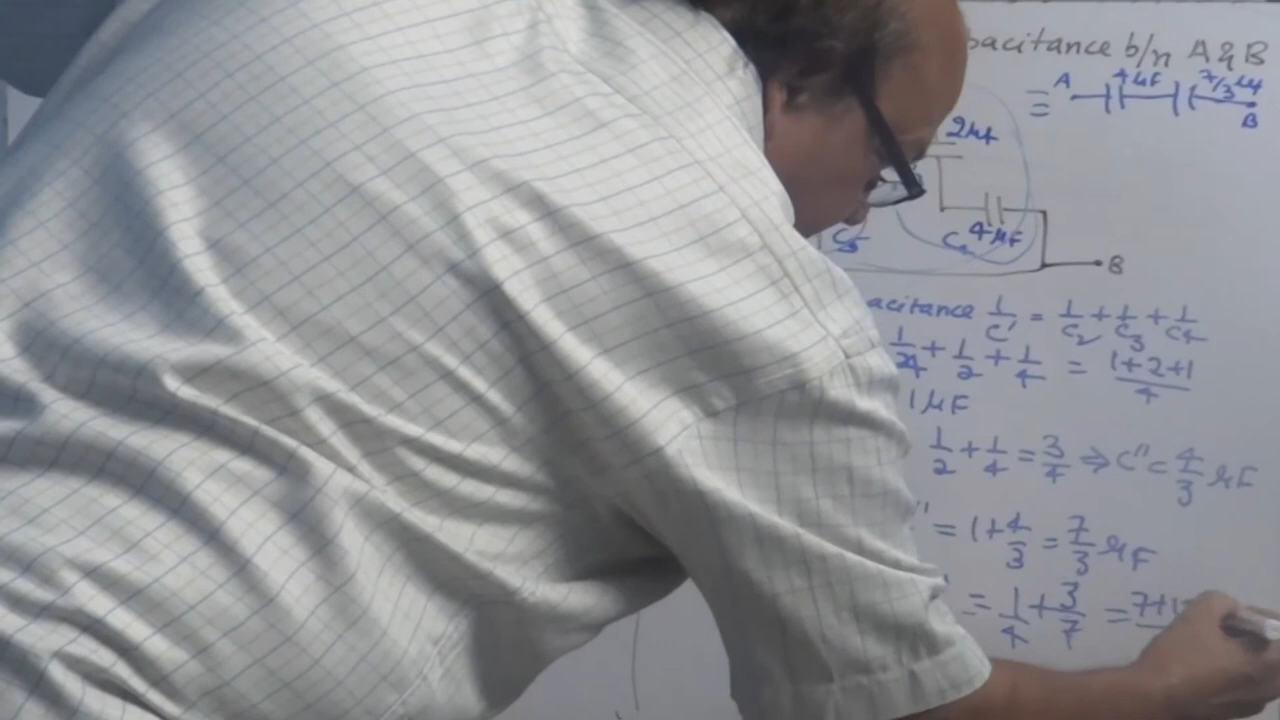 pacitance b/n A & B
A 4μF 7/3 μf
≡
B
2μf
C5 C4 4μF
B
acitance 1/C' = 1/C2 + 1/C3 + 1/C4
1/4 + 1/2 + 1/4 = 1+2+1/4
1μF
1/2 + 1/4 = 3/4 ⇒ C'' = 4/3 μF
'' = 1 + 4/3 = 7/3 μF
= 1/4 + 3/7 = 7+1